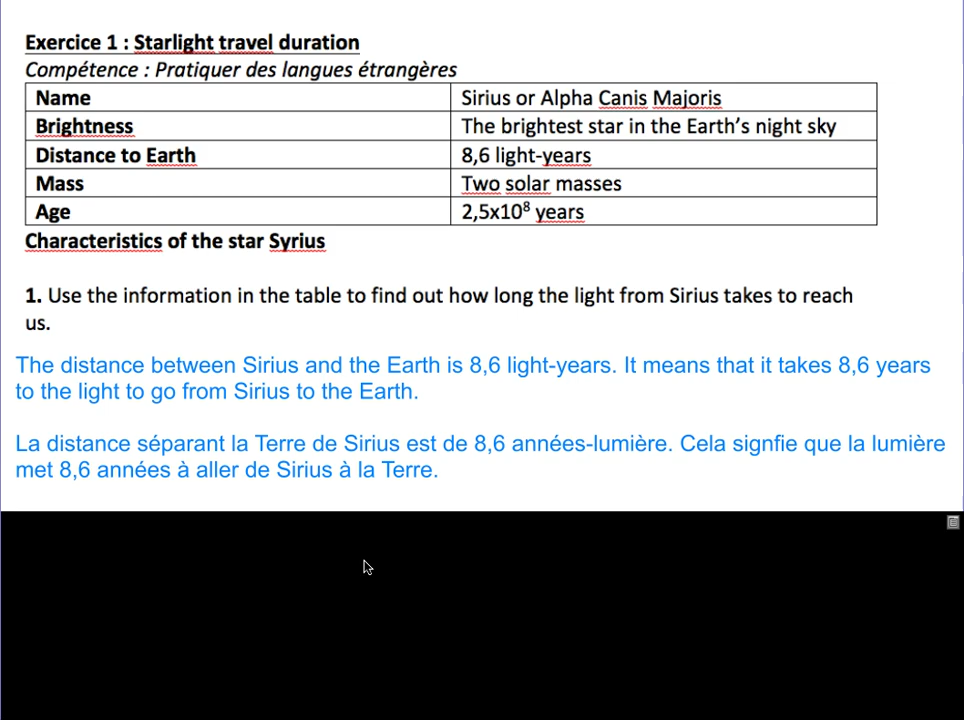 Exercice 1 : Starlight travel duration
Compétence : Pratiquer des langues étrangères
Name Sirius or Alpha Canis Majoris
Brightness The brightest star in the Earth’s night sky
Distance to Earth 8,6 light-years
Mass Two solar masses
Age 2,5x10⁸ years
Characteristics of the star Syrius
1. Use the information in the table to find out how long the light from Sirius takes to reach
us.
The distance between Sirius and the Earth is 8,6 light-years. It means that it takes 8,6 years
to the light to go from Sirius to the Earth.
La distance séparant la Terre de Sirius est de 8,6 années-lumière. Cela signfie que la lumière
met 8,6 années à aller de Sirius à la Terre.